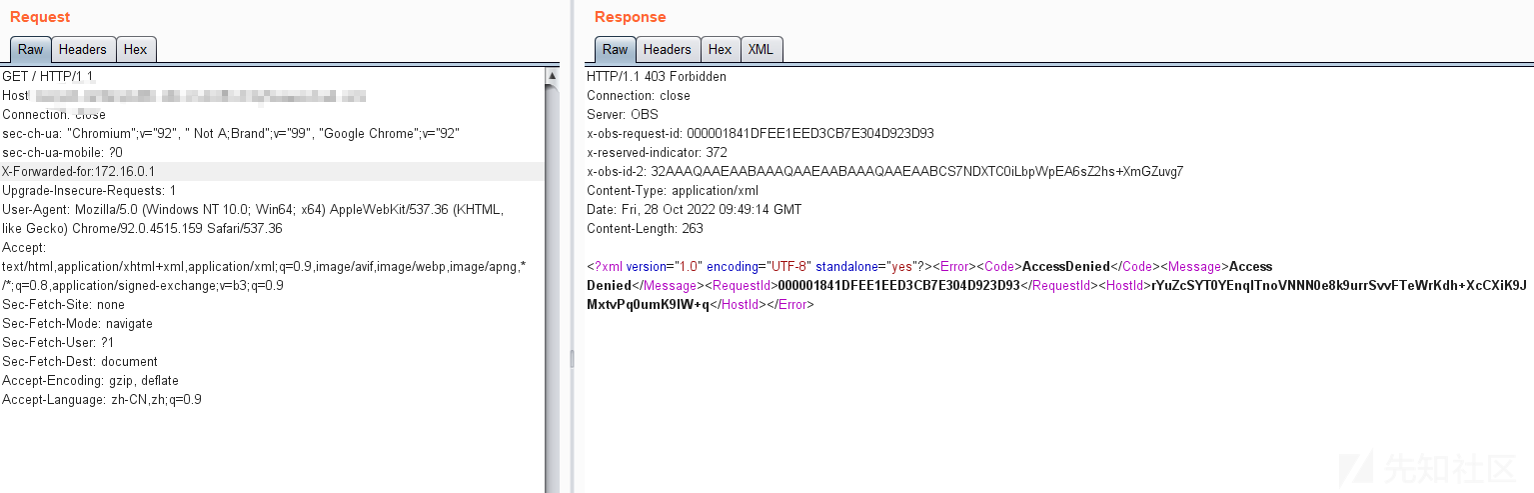 Request
Raw Headers Hex
GET / HTTP/1.1
Host
Connection: close
sec-ch-ua: "Chromium";v="92", " Not A;Brand";v="99", "Google Chrome";v="92"
sec-ch-ua-mobile: ?0
X-Forwarded-for:172.16.0.1
Upgrade-Insecure-Requests: 1
User-Agent: Mozilla/5.0 (Windows NT 10.0; Win64; x64) AppleWebKit/537.36 (KHTML,
like Gecko) Chrome/92.0.4515.159 Safari/537.36
Accept:
text/html,application/xhtml+xml,application/xml;q=0.9,image/avif,image/webp,image/apng,*
/*;q=0.8,application/signed-exchange;v=b3;q=0.9
Sec-Fetch-Site: none
Sec-Fetch-Mode: navigate
Sec-Fetch-User: ?1
Sec-Fetch-Dest: document
Accept-Encoding: gzip, deflate
Accept-Language: zh-CN,zh;q=0.9
Response
Raw Headers Hex XML
HTTP/1.1 403 Forbidden
Connection: close
Server: OBS
x-obs-request-id: 000001841DFEE1EED3CB7E304D923D93
x-reserved-indicator: 372
x-obs-id-2: 32AAAQAAEAABAAAQAAEAABAAAQAAEAABCS7NDXTC0iLbpWpEA6sZ2hs+XmGZuvg7
Content-Type: application/xml
Date: Fri, 28 Oct 2022 09:49:14 GMT
Content-Length: 263
<?xml version="1.0" encoding="UTF-8" standalone="yes"?><Error><Code>AccessDenied</Code><Message>Access
Denied</Message><RequestId>000001841DFEE1EED3CB7E304D923D93</RequestId><HostId>rYuZcSYT0YEnqITnoVNNN0e8k9urrSvvFTeWrKdh+XcCXiK9J
MxtvPq0umK9IW+q</HostId></Error>
先知社区